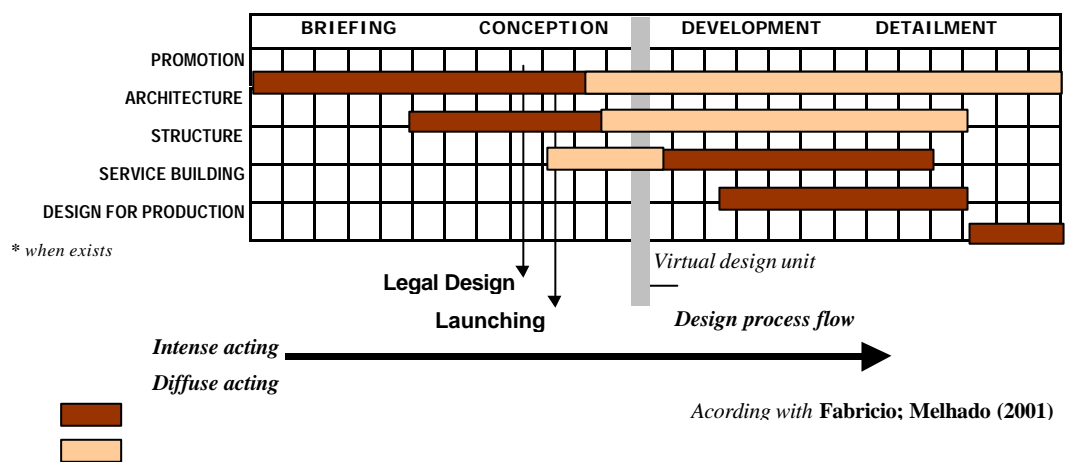 BRIEFING CONCEPTION DEVELOPMENT DETAILMENT
PROMOTION
ARCHITECTURE
STRUCTURE
SERVICE BUILDING
DESIGN FOR PRODUCTION
* when exists
Virtual design unit
Legal Design
Launching
Design process flow
Intense acting
Diffuse acting
Acording with Fabricio; Melhado (2001)